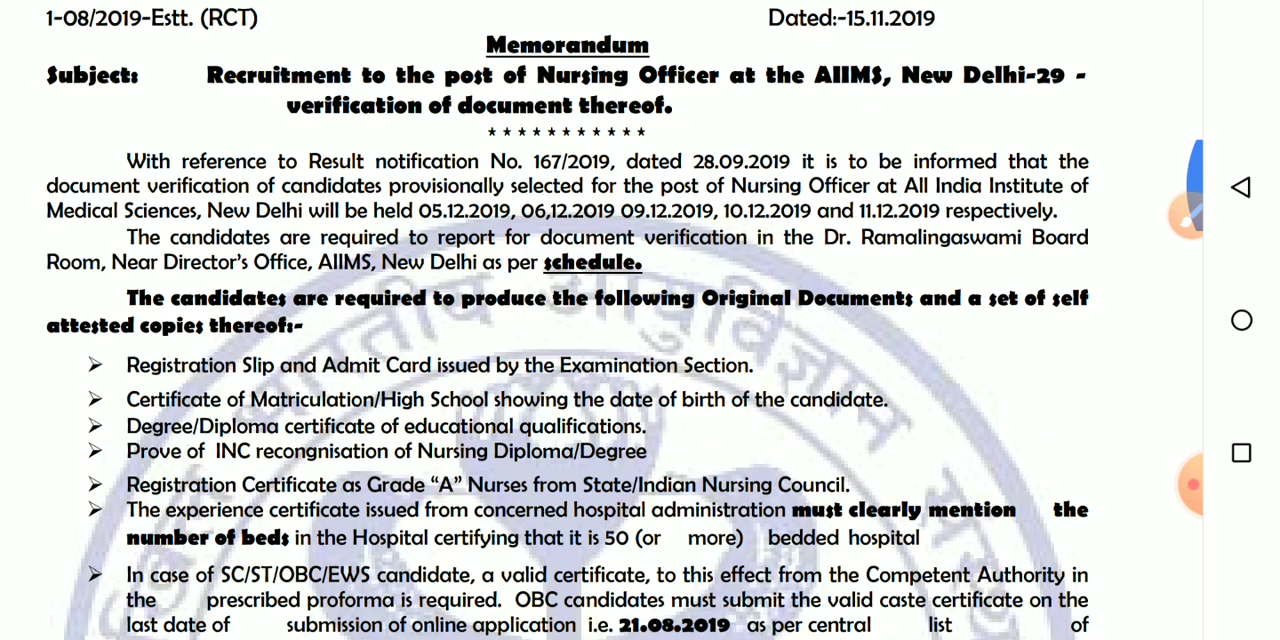 1-08/2019-Estt. (RCT) Dated:-15.11.2019
Memorandum
Subject: Recruitment to the post of Nursing Officer at the AIIMS, New Delhi-29 -
verification of document thereof.
* * * * * * * * * * *
With reference to Result notification No. 167/2019, dated 28.09.2019 it is to be informed that the
document verification of candidates provisionally selected for the post of Nursing Officer at All India Institute of
Medical Sciences, New Delhi will be held 05.12.2019, 06,12.2019 09.12.2019, 10.12.2019 and 11.12.2019 respectively.
The candidates are required to report for document verification in the Dr. Ramalingaswami Board
Room, Near Director's Office, AIIMS, New Delhi as per schedule.
The candidates are required to produce the following Original Documents and a set of self
attested copies thereof:-
➢ Registration Slip and Admit Card issued by the Examination Section.
➢ Certificate of Matriculation/High School showing the date of birth of the candidate.
➢ Degree/Diploma certificate of educational qualifications.
➢ Prove of INC recongnisation of Nursing Diploma/Degree
➢ Registration Certificate as Grade "A" Nurses from State/Indian Nursing Council.
➢ The experience certificate issued from concerned hospital administration must clearly mention the
number of beds in the Hospital certifying that it is 50 (or more) bedded hospital
➢ In case of SC/ST/OBC/EWS candidate, a valid certificate, to this effect from the Competent Authority in
the prescribed proforma is required. OBC candidates must submit the valid caste certificate on the
last date of submission of online application i.e. 21.08.2019 as per central list of